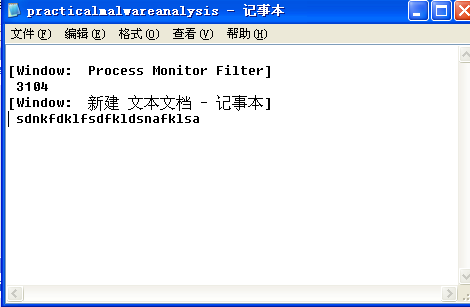 practicalmalwareanalysis - 记事本
文件(F) 编辑(E) 格式(O) 查看(V) 帮助(H)
[Window: Process Monitor Filter]
3104
[Window: 新建 文本文档 - 记事本]
sdnkfdklfsdfkldsnafklsa